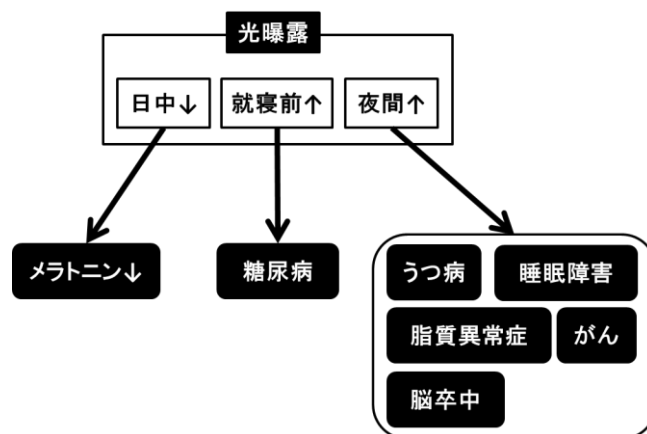 光曝露
日中↓
就寝前↑
夜間↑
メラトニン↓
糖尿病
うつ病
睡眠障害
脂質異常症
がん
脳卒中